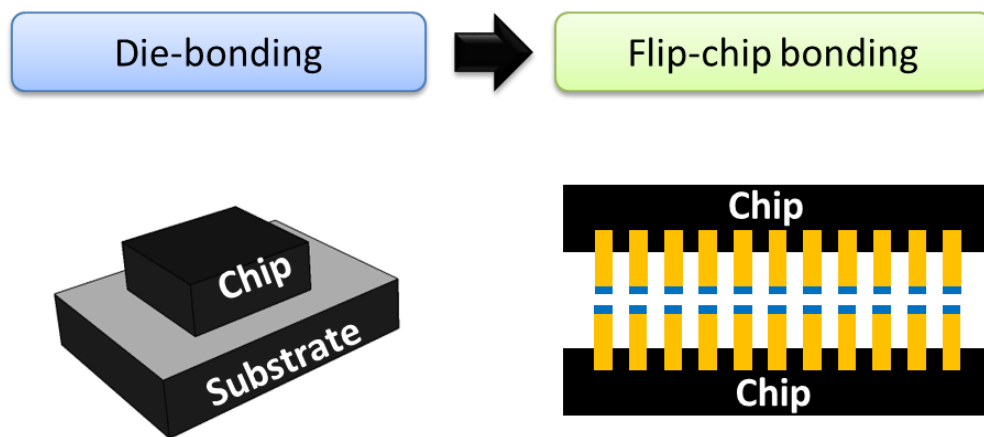 Die-bonding
Flip-chip bonding
Chip
Substrate
Chip
Chip